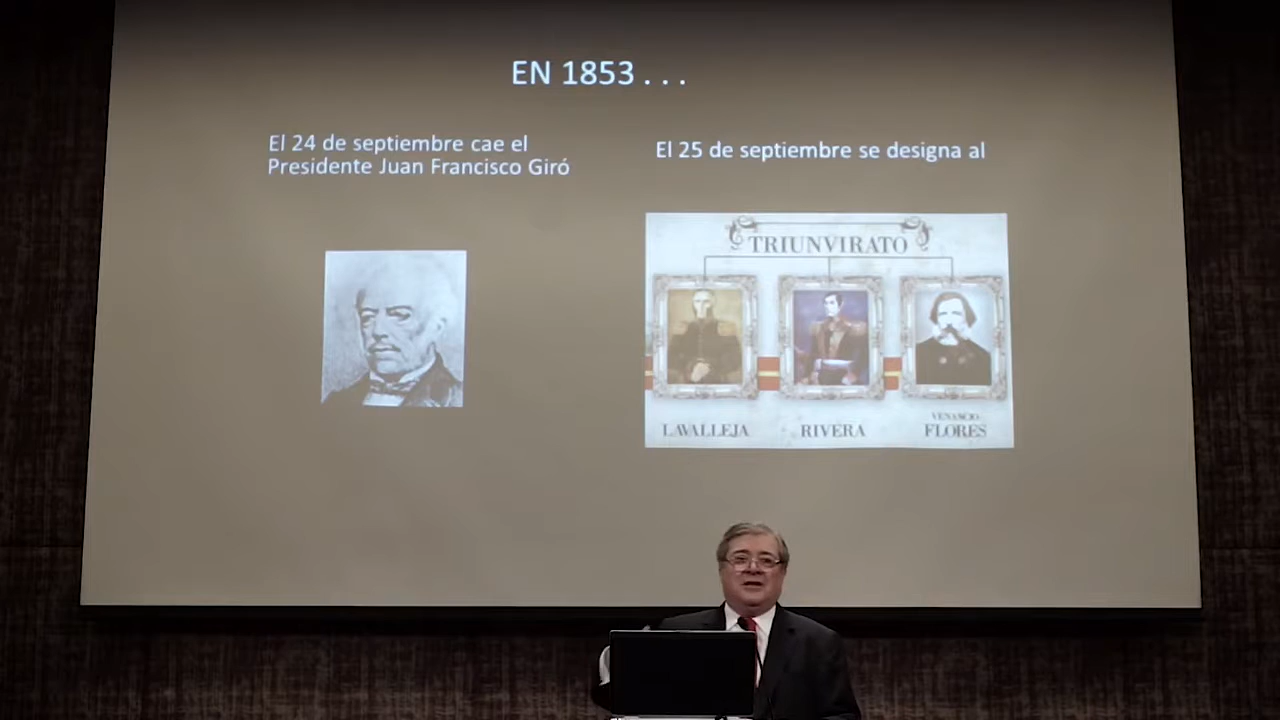 EN 1853 . . .
El 24 de septiembre cae el
Presidente Juan Francisco Giró
El 25 de septiembre se designa al
TRIUNVIRATO
LAVALLEJA
RIVERA
VENANCIO
FLORES